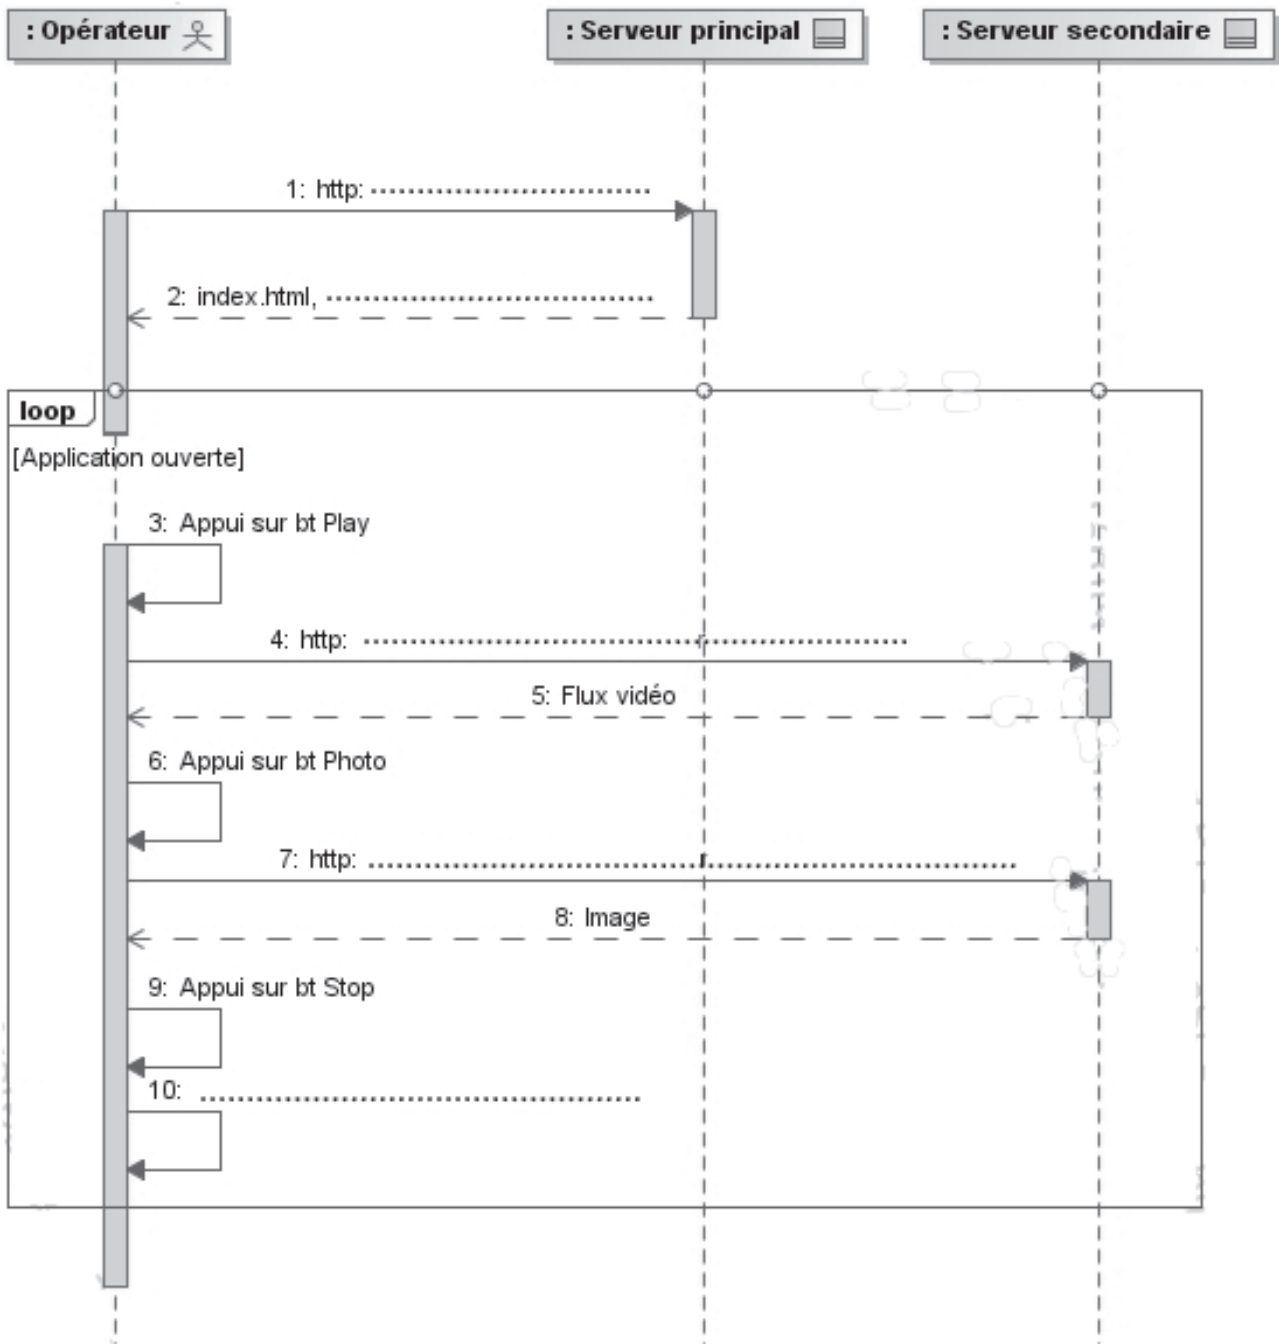 : Opérateur
: Serveur principal
: Serveur secondaire
1: http: ........................................
2: index.html, ........................................
loop
[Application ouverte]
3: Appui sur bt Play
4: http: ........................................
5: Flux vidéo
6: Appui sur bt Photo
7: http: ........................................
8: Image
9: Appui sur bt Stop
10: ........................................